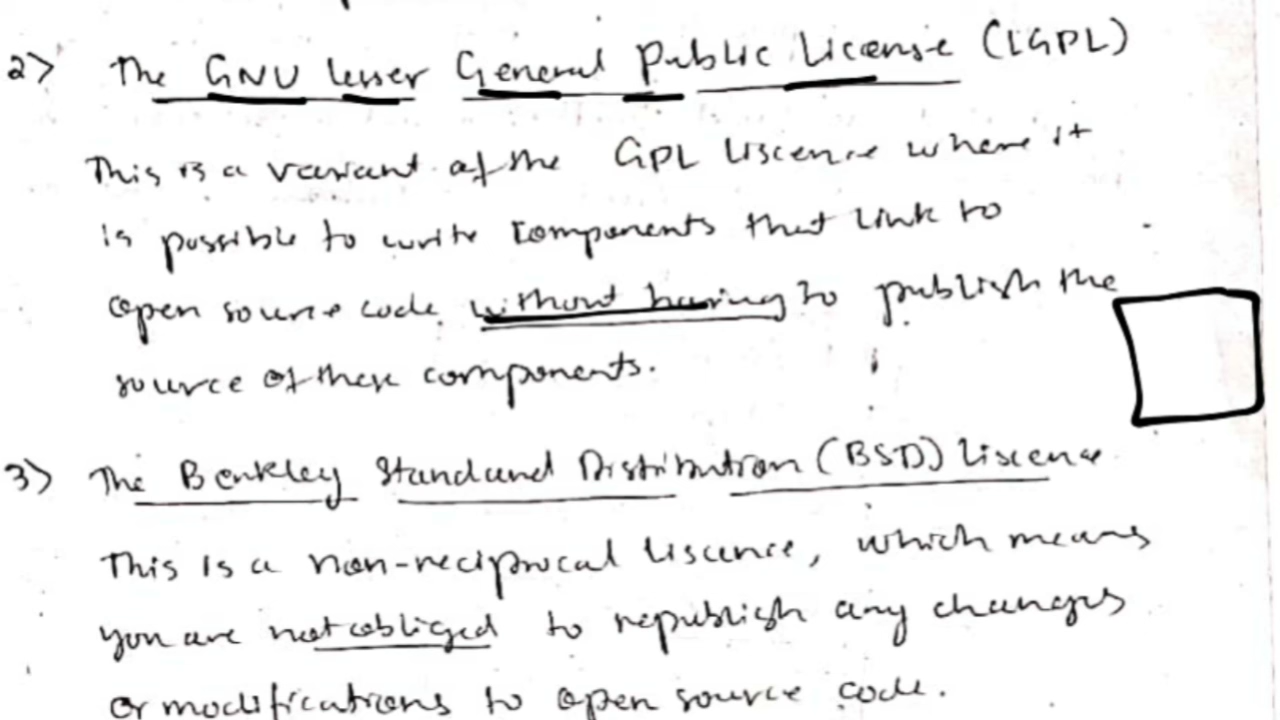 2) The GNU lesser General Public License (LGPL)
This is a variant of the GPL liscence where it
is possible to write components that link to
open source code without having to publish the
source of these components.
3) The Berkley Standard Distribution (BSD) liscence
This is a non-reciprocal liscence, which means
you are not obliged to republish any changes
or modifications to open source code.